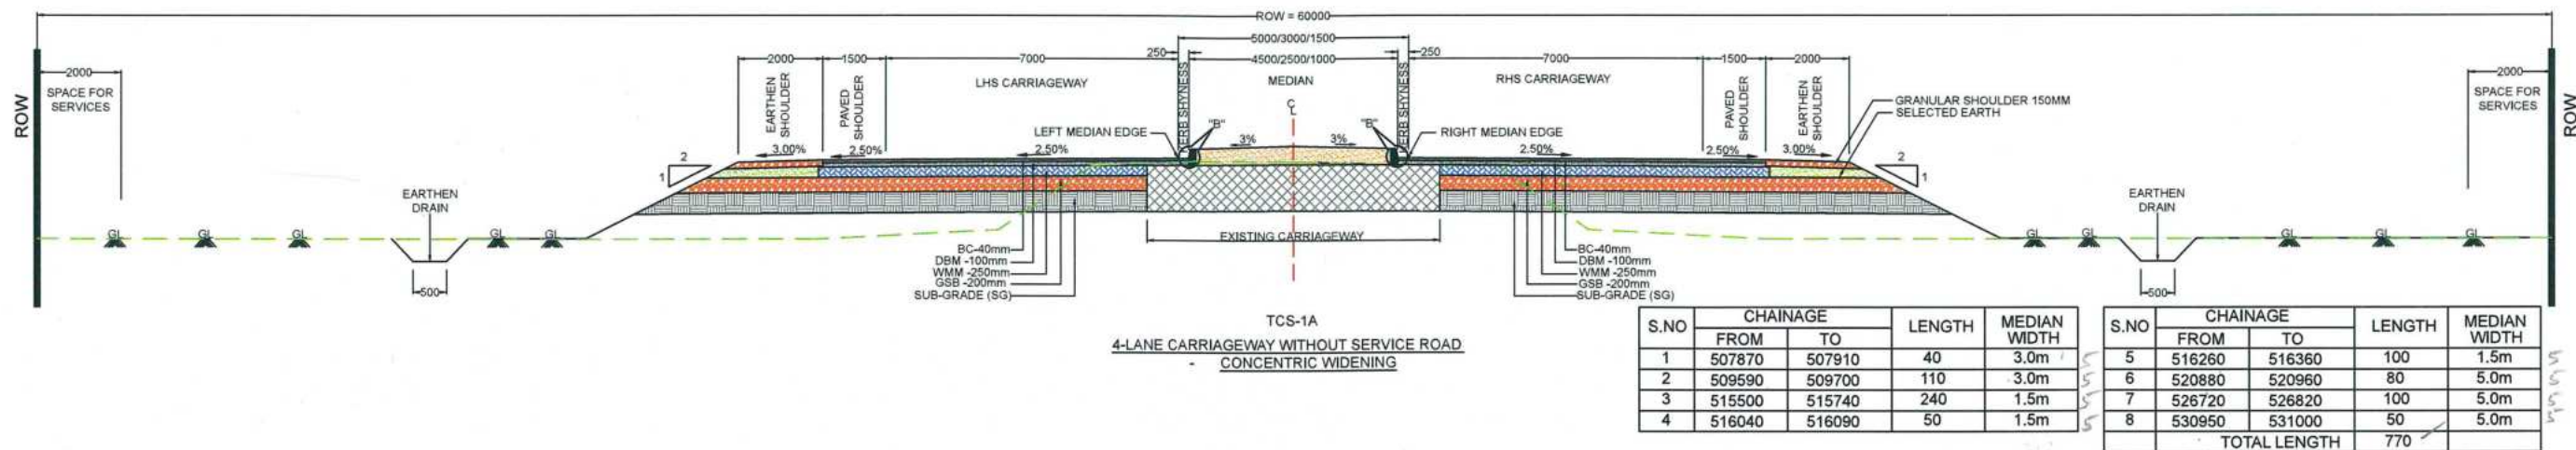 ROW = 60000
5000/3000/1500
2000
1500
7000
250
4500/2500/1000
250
7000
1500
2000
2000
2000
ROW
SPACE FOR
SERVICES
EARTHEN
SHOULDER
PAVED
SHOULDER
LHS CARRIAGEWAY
KERB SHYNESS
MEDIAN
KERB SHYNESS
RHS CARRIAGEWAY
PAVED
SHOULDER
EARTHEN
SHOULDER
SPACE FOR
SERVICES
ROW
GRANULAR SHOULDER 150MM
SELECTED EARTH
LEFT MEDIAN EDGE
"B"
CL
"B"
RIGHT MEDIAN EDGE
2
1
3.00%
2.50%
2.50%
3%
3%
2.50%
2.50%
3.00%
2
1
EARTHEN
DRAIN
EARTHEN
DRAIN
GL
GL
GL
GL
GL
EXISTING CARRIAGEWAY
GL
GL
GL
GL
GL
500
500
BC-40mm
DBM -100mm
WMM -250mm
GSB -200mm
SUB-GRADE (SG)
BC-40mm
DBM -100mm
WMM -250mm
GSB -200mm
SUB-GRADE (SG)
TCS-1A
4-LANE CARRIAGEWAY WITHOUT SERVICE ROAD
- CONCENTRIC WIDENING
S.NO CHAINAGE LENGTH MEDIAN WIDTH
FROM TO
1 507870 507910 40 3.0m 5
2 509590 509700 110 3.0m 5
3 515500 515740 240 1.5m 5
4 516040 516090 50 1.5m 5
S.NO CHAINAGE LENGTH MEDIAN WIDTH
FROM TO
5 516260 516360 100 1.5m 5
6 520880 520960 80 5.0m 5
7 526720 526820 100 5.0m 5
8 530950 531000 50 5.0m 5
TOTAL LENGTH 770